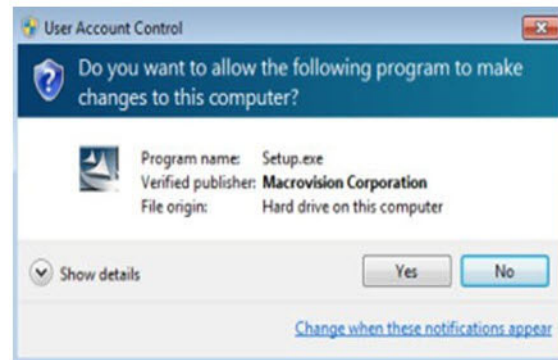 User Account Control
Do you want to allow the following program to make
changes to this computer?
Program name: Setup.exe
Verified publisher: Macrovision Corporation
File origin: Hard drive on this computer
Show details
Yes No
Change when these notifications appear